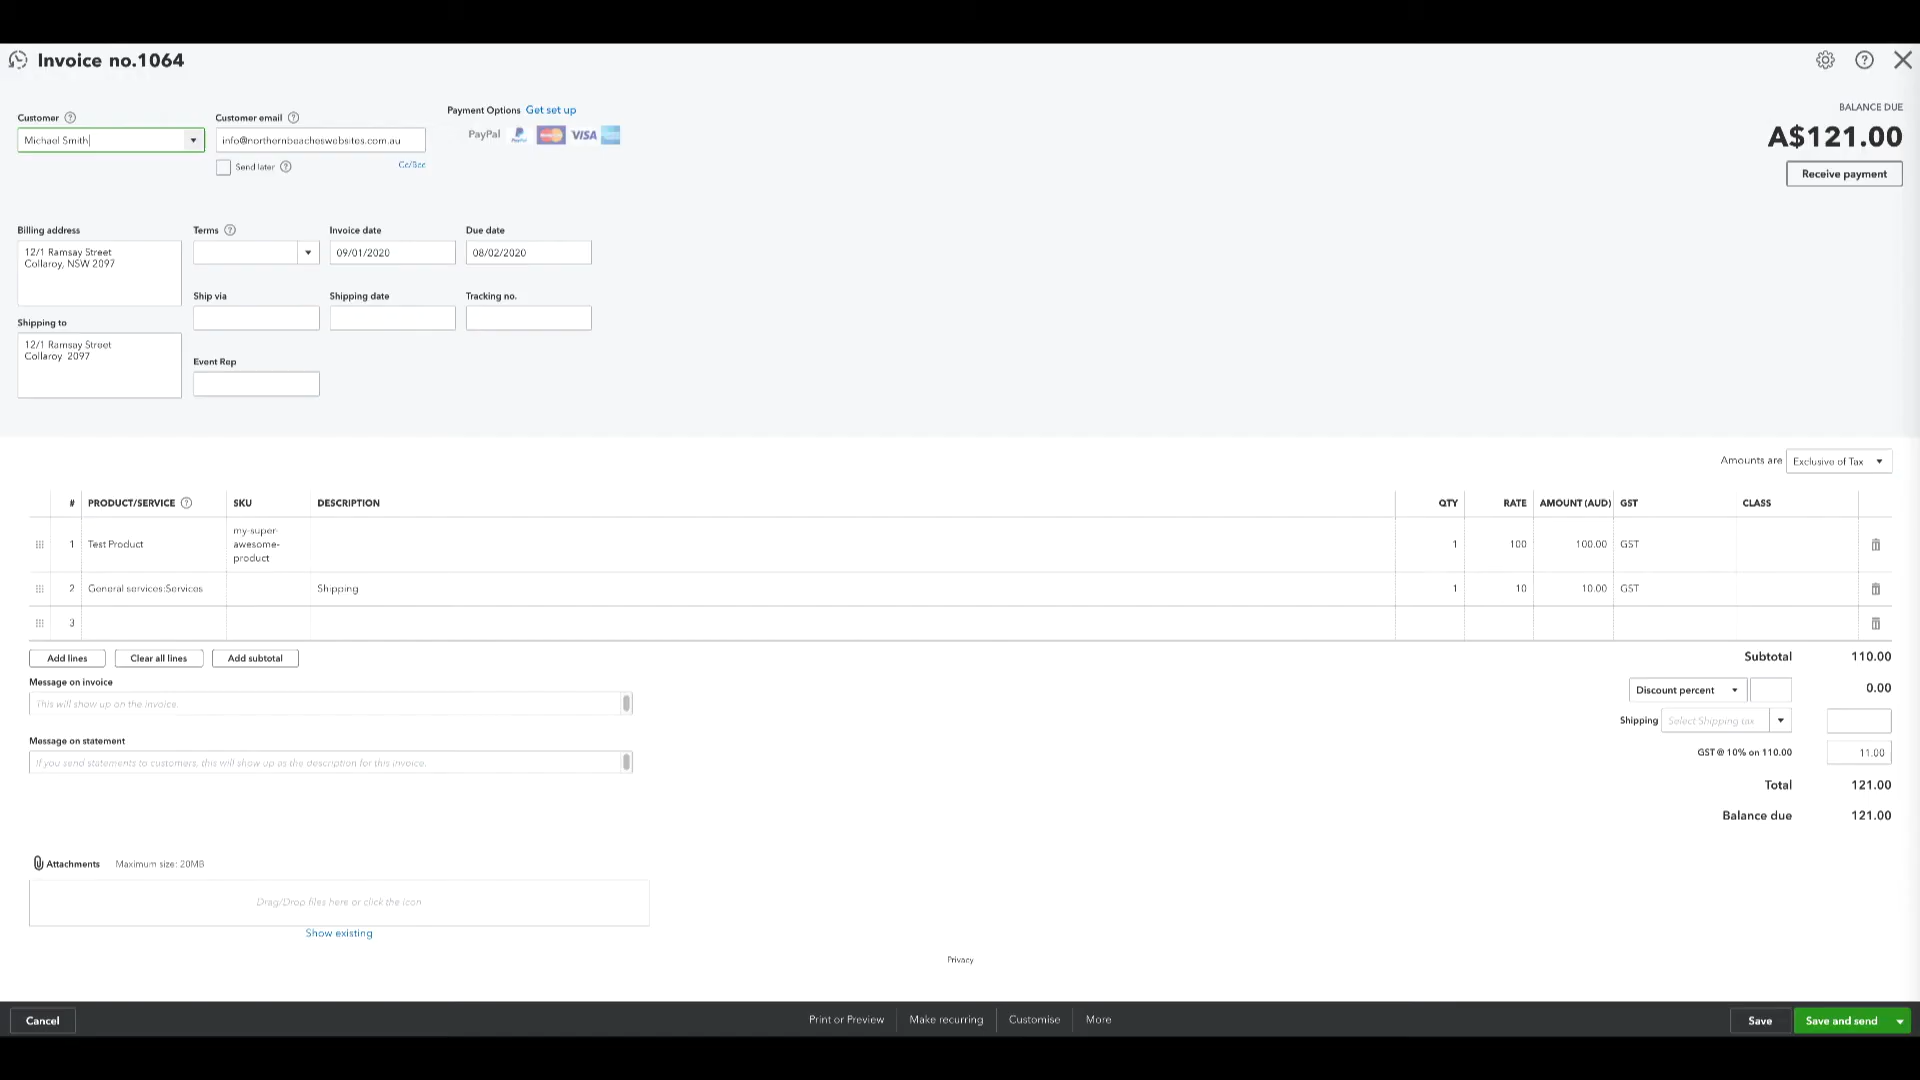 Invoice no.1064
Customer
Michael Smith
Customer email
info@northernbeacheswebsites.com.au
Send later
Cc/Bcc
Payment Options Get set up
PayPal PayPal VISA
BALANCE DUE
A$121.00
Receive payment
Billing address
12/1 Ramsay Street
Collaroy, NSW 2097
Terms
Invoice date
09/01/2020
Due date
08/02/2020
Ship via
Shipping date
Tracking no.
Shipping to
12/1 Ramsay Street
Collaroy 2097
Event Rep
Amounts are Exclusive of Tax
# PRODUCT/SERVICE SKU DESCRIPTION QTY RATE AMOUNT (AUD) GST CLASS
1 Test Product my-super-awesome-product 1 100 100.00 GST
2 General services:Services Shipping 1 10 10.00 GST
3
Add lines Clear all lines Add subtotal
Subtotal 110.00
Message on invoice
This will show up on the invoice.
Discount percent 0.00
Shipping Select Shipping tax
Message on statement
If you send statements to customers, this will show up as the description for this invoice.
GST @ 10% on 110.00 11.00
Total 121.00
Balance due 121.00
Attachments Maximum size: 20MB
Drag/Drop files here or click the icon
Show existing
Privacy
Cancel Print or Preview Make recurring Customise More Save Save and send